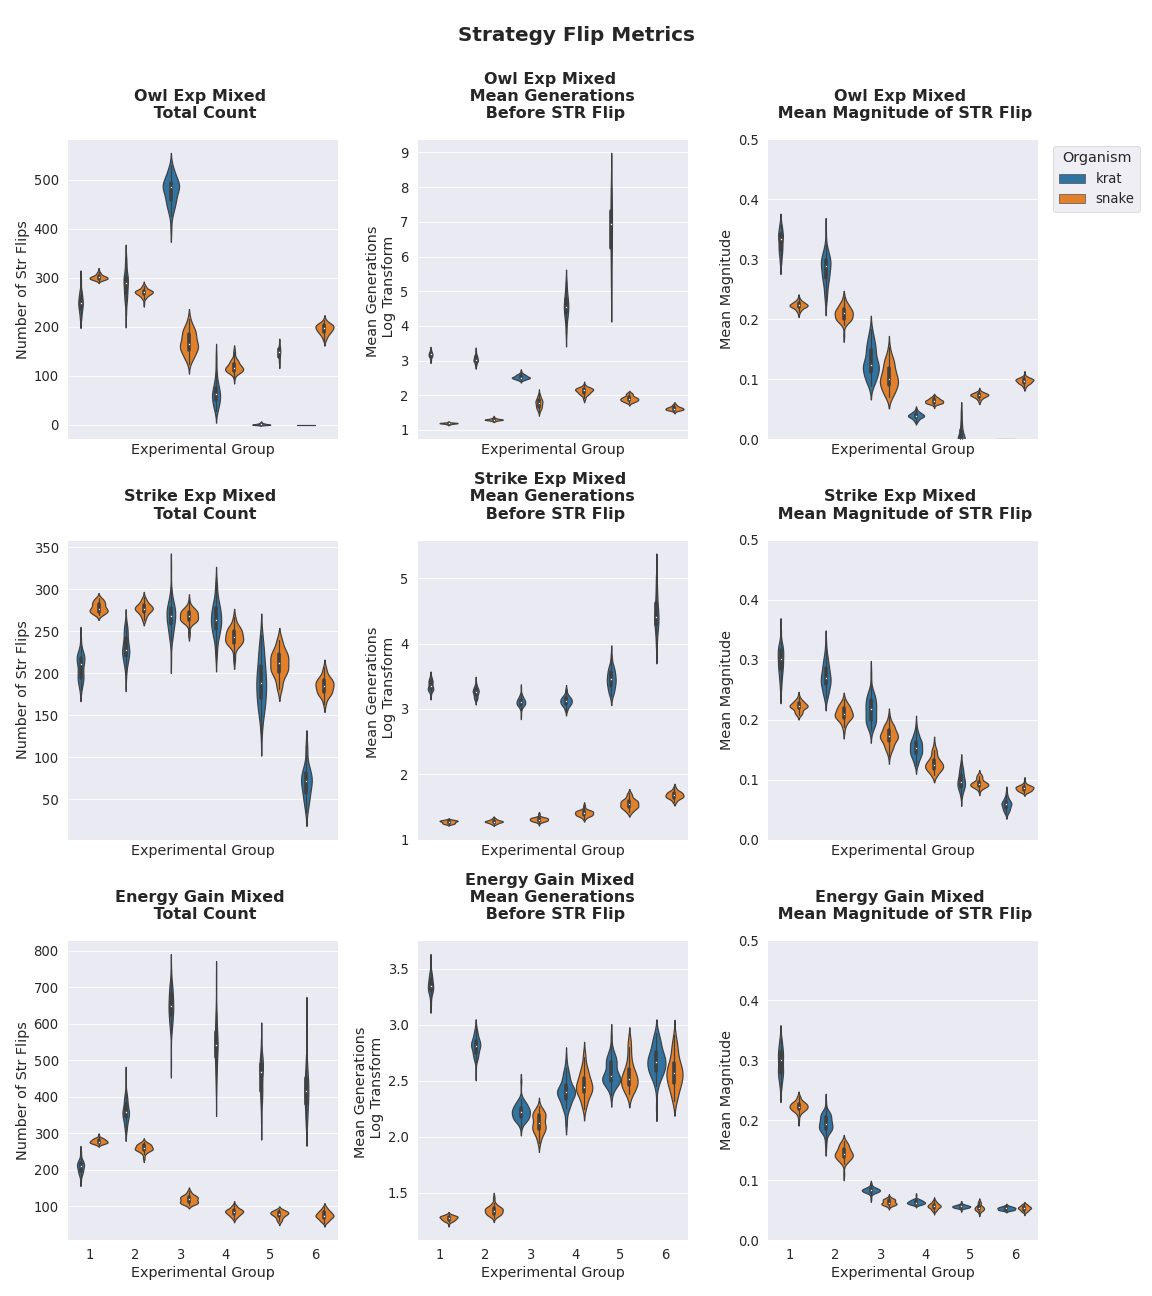 Strategy Flip Metrics
Owl Exp Mixed
Total Count
Owl Exp Mixed
Mean Generations
Before STR Flip
Owl Exp Mixed
Mean Magnitude of STR Flip
Number of Str Flips
500
400
300
200
100
0
Experimental Group
Mean Generations
Log Transform
9
8
7
6
5
4
3
2
1
Experimental Group
Mean Magnitude
0.5
0.4
0.3
0.2
0.1
0.0
Experimental Group
Organism
krat
snake
Strike Exp Mixed
Total Count
Strike Exp Mixed
Mean Generations
Before STR Flip
Strike Exp Mixed
Mean Magnitude of STR Flip
Number of Str Flips
350
300
250
200
150
100
50
Experimental Group
Mean Generations
Log Transform
5
4
3
2
1
Experimental Group
Mean Magnitude
0.5
0.4
0.3
0.2
0.1
0.0
Experimental Group
Energy Gain Mixed
Total Count
Energy Gain Mixed
Mean Generations
Before STR Flip
Energy Gain Mixed
Mean Magnitude of STR Flip
Number of Str Flips
800
700
600
500
400
300
200
100
1 2 3 4 5 6
Experimental Group
Mean Generations
Log Transform
3.5
3.0
2.5
2.0
1.5
1 2 3 4 5 6
Experimental Group
Mean Magnitude
0.5
0.4
0.3
0.2
0.1
0.0
1 2 3 4 5 6
Experimental Group